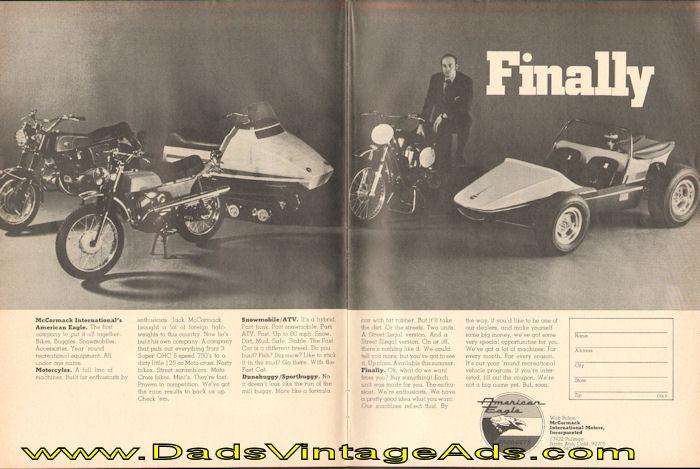 Finally
McCormack International's
American Eagle. The first
company to put it all together.
Bikes, Buggies, Snowmobiles,
Accessories. Year 'round
recreational equipment. All
under one name.
Motorcyles. A full line of
machines. Built for enthusiasts by
enthusiasts. Jack McCormack
brought a lot of foreign light-
weights to this country. Now he's
built his own company. A company
that puts out everything from 3
Super OHC 5-speed 750's to a
dirty little 125 cc Moto-cross. Nasty
bikes. Street scramblers. Moto
Cross bikes. Mini's. They're fast.
Proven in competition. We've got
the race results to back us up.
Check 'em.
Snowmobile/ATV. It's a hybrid.
Part tank. Part snowmobile. Part
ATV. Fast. Up to 60 mph. Snow,
Dirt, Mud. Safe. Stable. The Fast
Cat is a different breed. Do you
hunt? Fish? Dig snow? Like to stick
it in the mud? Go there. With the
Fast Cat.
Dunebuggy/Sportbuggy. No
it doesn't look like the run of the
mill buggy. More like a formula
car with fat rubber. But it'll take
the dirt. Or the streets. Two units.
A Street Legal version. And a
Street Illegal version. On or off,
there's nothing like it. We could
tell you more, but you've got to see
it. Up close. Available this summer.
Finally. Ok, what do we want
from you? Buy something! Each
unit was made for you. The enthu-
siast. We're enthusiasts. We have
a pretty good idea what you want.
Our machines reflect that. By
the way, if you'd like to be one of
our dealers, and make yourself
some big money, we've got some
very special opportunities for you.
We've got a lot of machines. For
every month. For every season.
It's our year 'round recreational
vehicle program. If you're inter-
ested, fill out the coupon. We're
not a big name yet. But, soon.
Name
Address
City
State
Zip
American
Eagle
PRODUCTS
Walt Fulton
McCormack
International Motors,
Incorporated
17422 Pullman
Santa Ana, Calif. 92705
www.DadsVintageAds.com